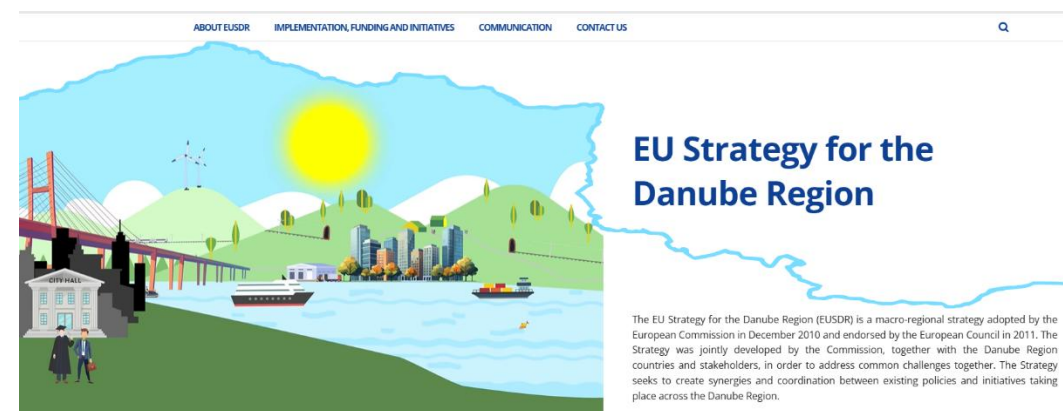 ABOUT EUSDR IMPLEMENTATION, FUNDING AND INITIATIVES COMMUNICATION CONTACT US
EU Strategy for the
Danube Region
CITY HALL
The EU Strategy for the Danube Region (EUSDR) is a macro-regional strategy adopted by the
European Commission in December 2010 and endorsed by the European Council in 2011. The
Strategy was jointly developed by the Commission, together with the Danube Region
countries and stakeholders, in order to address common challenges together. The Strategy
seeks to create synergies and coordination between existing policies and initiatives taking
place across the Danube Region.